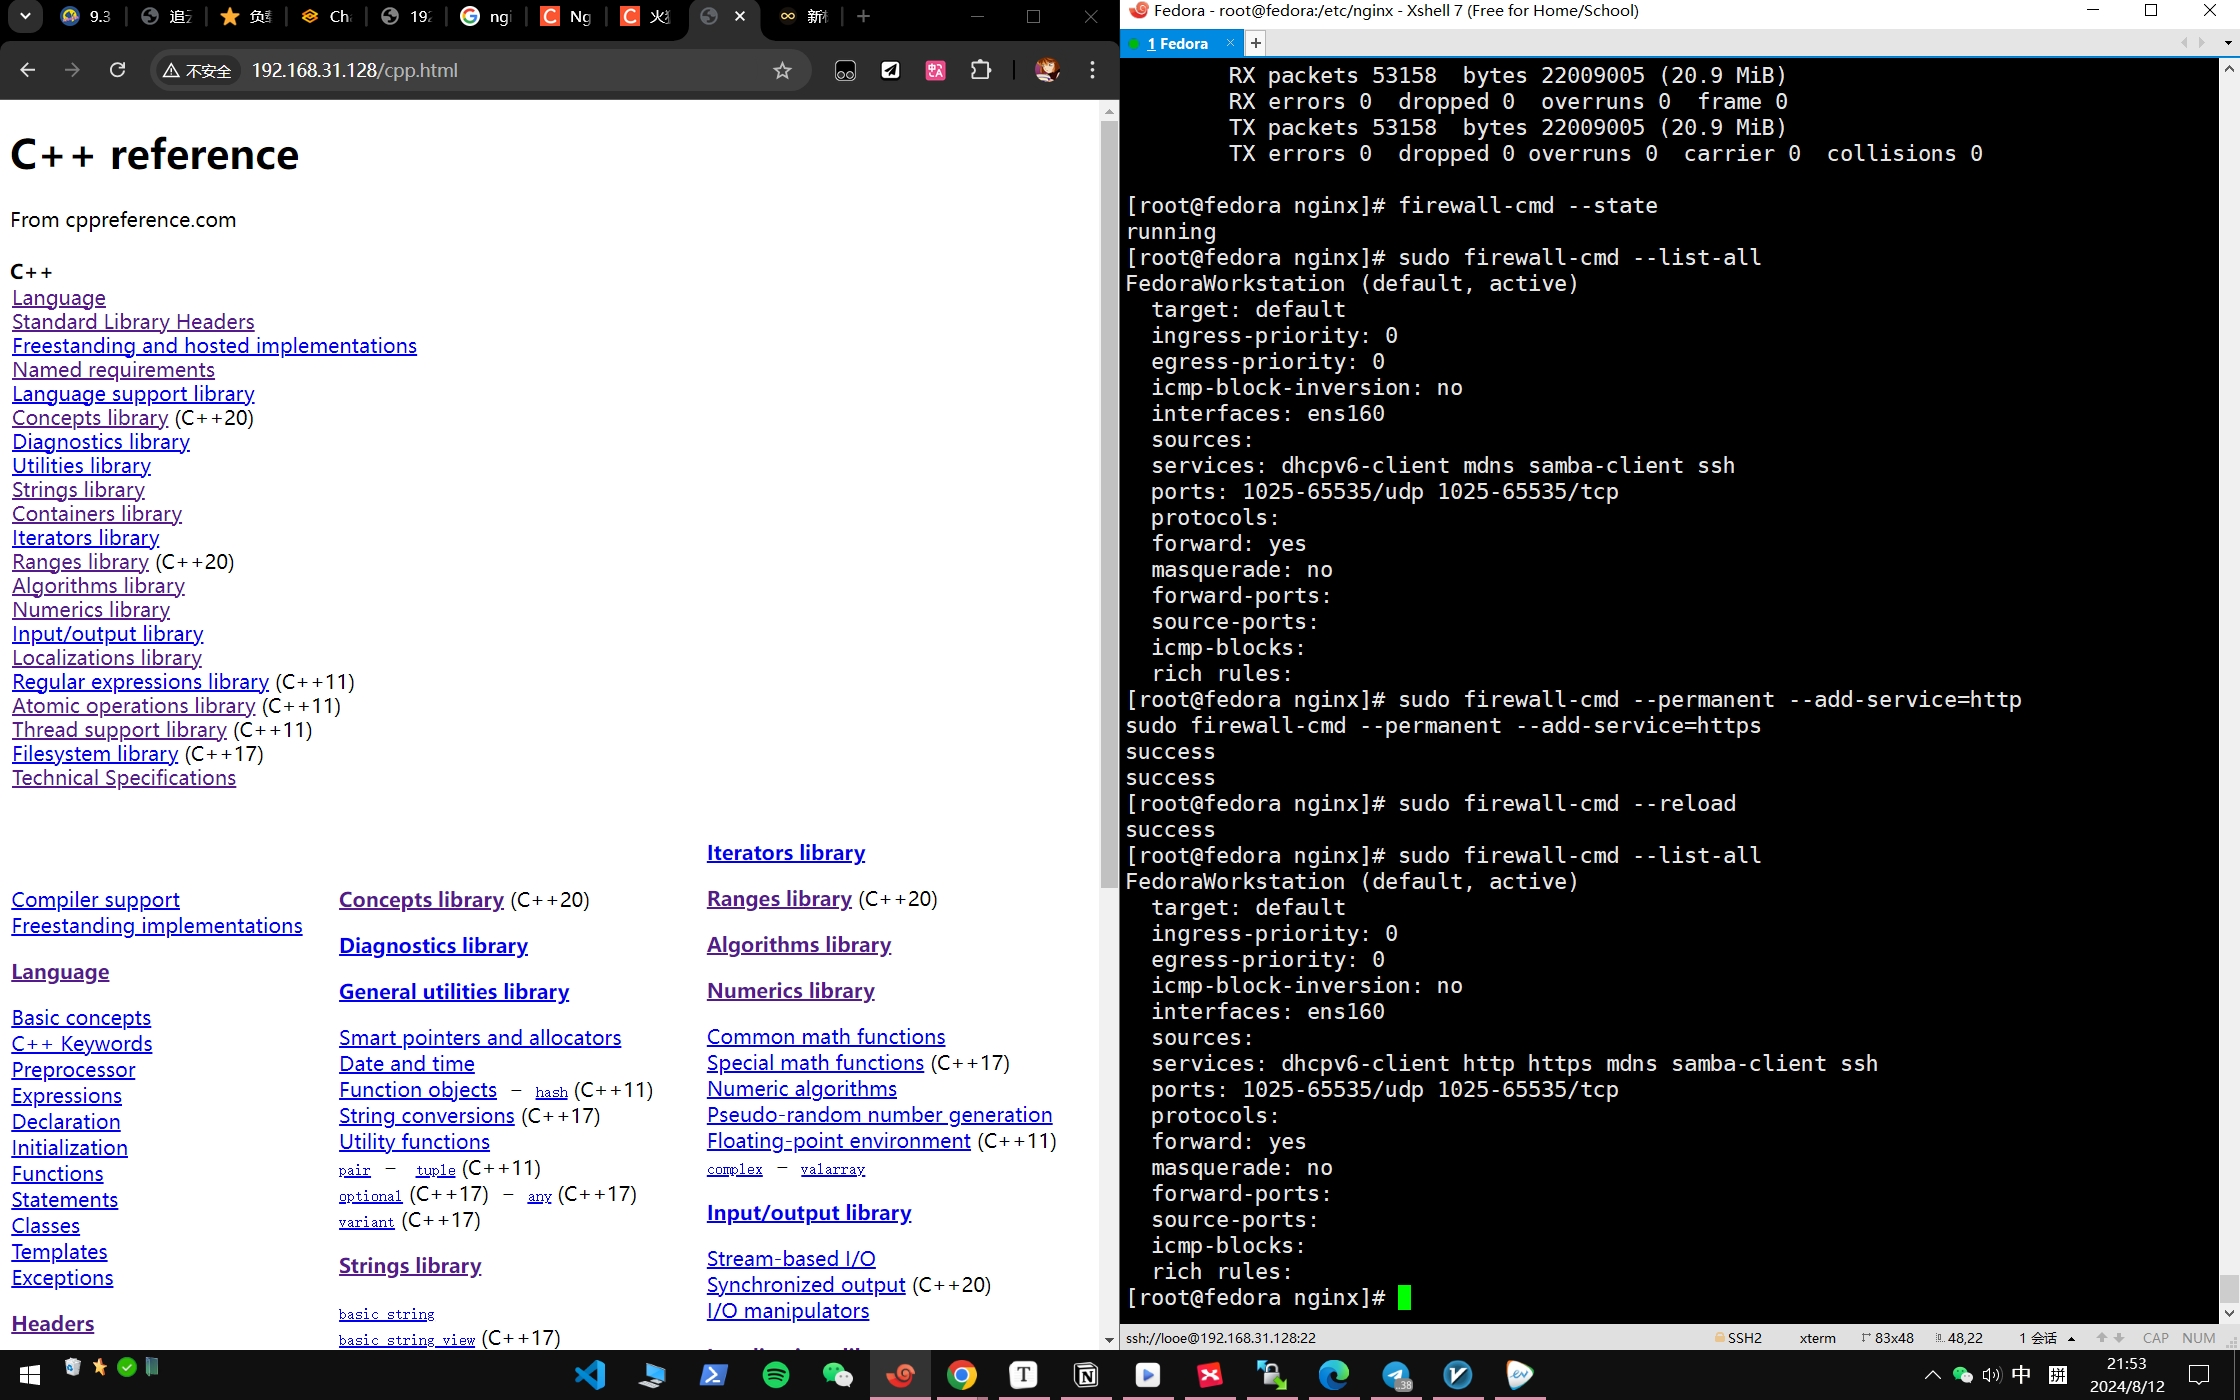 9.3
追
负载
Ch
192
ngi
Ng
火
新标
Fedora - root@fedora:/etc/nginx - Xshell 7 (Free for Home/School)
1 Fedora
不安全
192.168.31.128/cpp.html
C++ reference
From cppreference.com
C++
Language
Standard Library Headers
Freestanding and hosted implementations
Named requirements
Language support library
Concepts library (C++20)
Diagnostics library
Utilities library
Strings library
Containers library
Iterators library
Ranges library (C++20)
Algorithms library
Numerics library
Input/output library
Localizations library
Regular expressions library (C++11)
Atomic operations library (C++11)
Thread support library (C++11)
Filesystem library (C++17)
Technical Specifications
Compiler support
Freestanding implementations
Language
Basic concepts
C++ Keywords
Preprocessor
Expressions
Declaration
Initialization
Functions
Statements
Classes
Templates
Exceptions
Headers
Concepts library (C++20)
Diagnostics library
General utilities library
Smart pointers and allocators
Date and time
Function objects – hash (C++11)
String conversions (C++17)
Utility functions
pair – tuple (C++11)
optional (C++17) – any (C++17)
variant (C++17)
Strings library
basic_string
basic_string_view (C++17)
Iterators library
Ranges library (C++20)
Algorithms library
Numerics library
Common math functions
Special math functions (C++17)
Numeric algorithms
Pseudo-random number generation
Floating-point environment (C++11)
complex – valarray
Input/output library
Stream-based I/O
Synchronized output (C++20)
I/O manipulators
RX packets 53158  bytes 22009005 (20.9 MiB)
RX errors 0  dropped 0  overruns 0  frame 0
TX packets 53158  bytes 22009005 (20.9 MiB)
TX errors 0  dropped 0 overruns 0  carrier 0  collisions 0
[root@fedora nginx]# firewall-cmd --state
running
[root@fedora nginx]# sudo firewall-cmd --list-all
FedoraWorkstation (default, active)
target: default
ingress-priority: 0
egress-priority: 0
icmp-block-inversion: no
interfaces: ens160
sources:
services: dhcpv6-client mdns samba-client ssh
ports: 1025-65535/udp 1025-65535/tcp
protocols:
forward: yes
masquerade: no
forward-ports:
source-ports:
icmp-blocks:
rich rules:
[root@fedora nginx]# sudo firewall-cmd --permanent --add-service=http
sudo firewall-cmd --permanent --add-service=https
success
success
[root@fedora nginx]# sudo firewall-cmd --reload
success
[root@fedora nginx]# sudo firewall-cmd --list-all
FedoraWorkstation (default, active)
target: default
ingress-priority: 0
egress-priority: 0
icmp-block-inversion: no
interfaces: ens160
sources:
services: dhcpv6-client http https mdns samba-client ssh
ports: 1025-65535/udp 1025-65535/tcp
protocols:
forward: yes
masquerade: no
forward-ports:
source-ports:
icmp-blocks:
rich rules:
[root@fedora nginx]#
ssh://looe@192.168.31.128:22
SSH2
xterm
83x48
48,22
1 会话
CAP
NUM
38
中
拼
21:53
2024/8/12